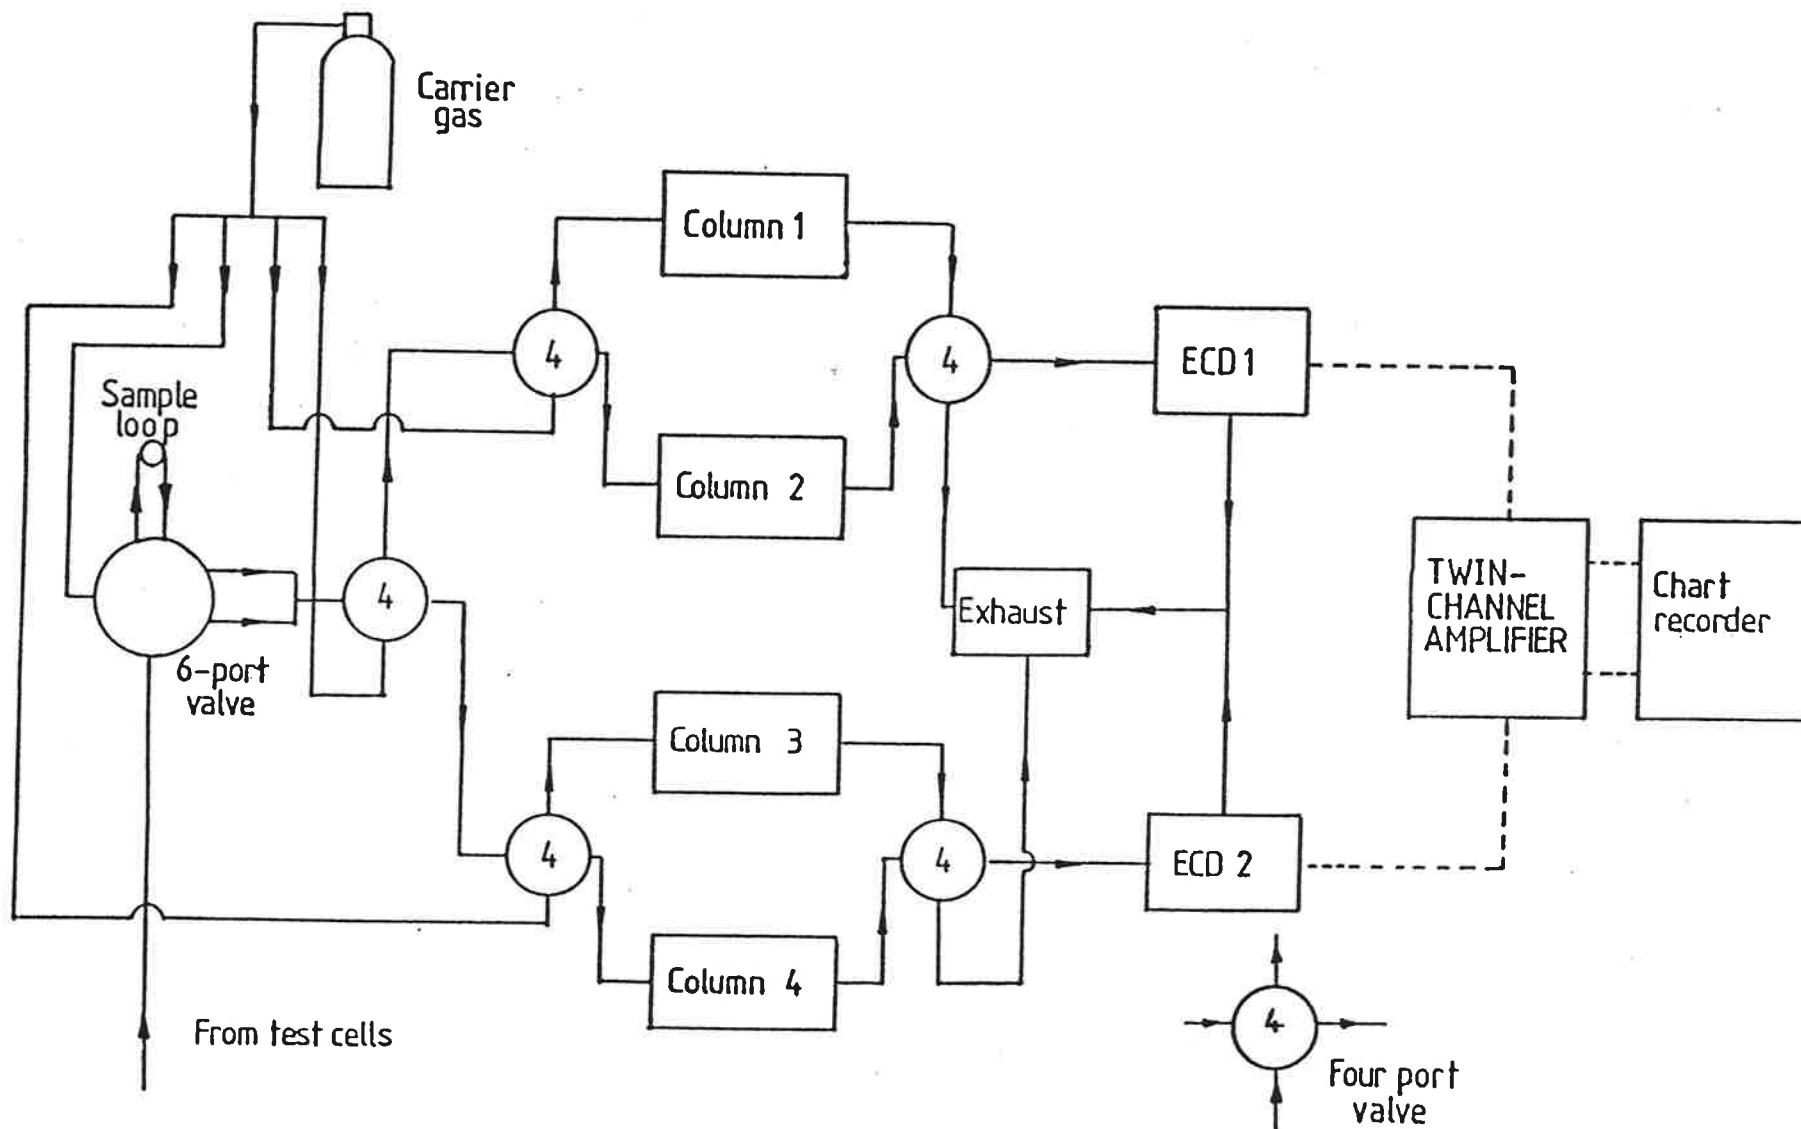 Carrier
gas
Column 1
4
4
ECD 1
Sample
loop
Column 2
4
6-port
valve
Exhaust
TWIN-
CHANNEL
AMPLIFIER
Chart
recorder
Column 3
4
4
ECD 2
Column 4
From test cells
4
Four port
valve